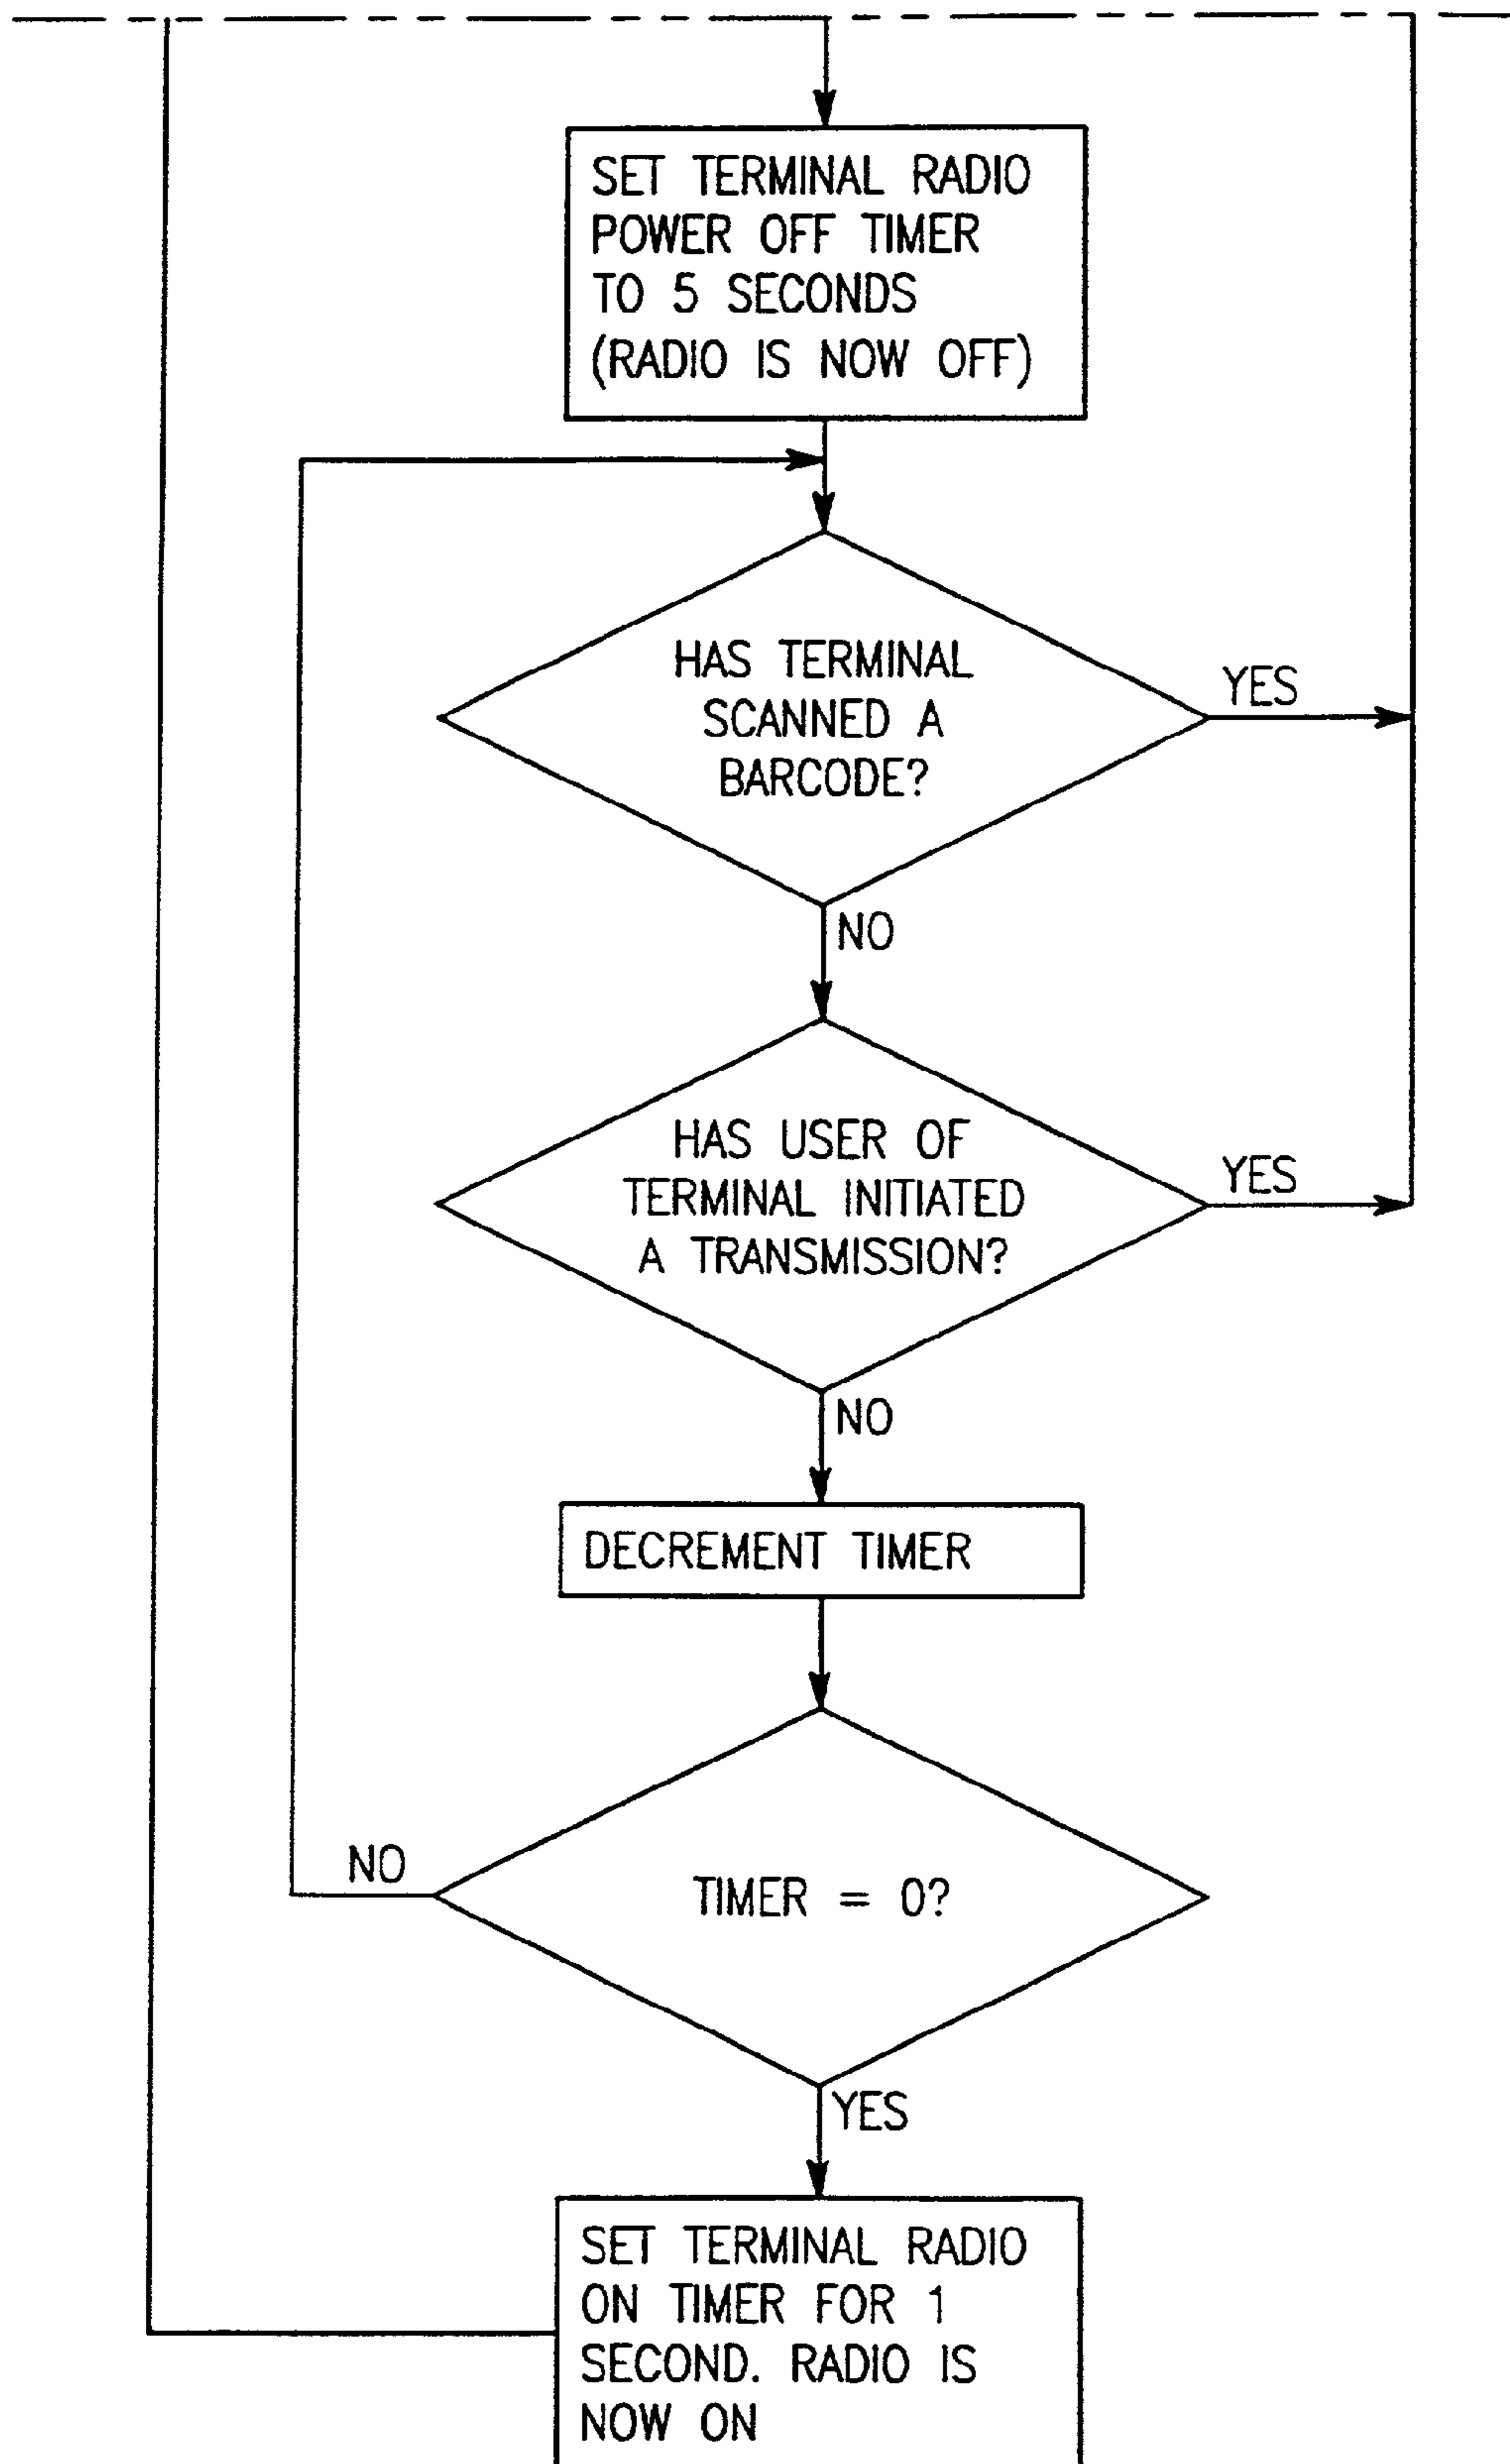 SET TERMINAL RADIO
POWER OFF TIMER
TO 5 SECONDS
(RADIO IS NOW OFF)
HAS TERMINAL
SCANNED A
BARCODE?
YES
NO
HAS USER OF
TERMINAL INITIATED
A TRANSMISSION?
YES
NO
DECREMENT TIMER
TIMER = 0?
NO
YES
SET TERMINAL RADIO
ON TIMER FOR 1
SECOND. RADIO IS
NOW ON